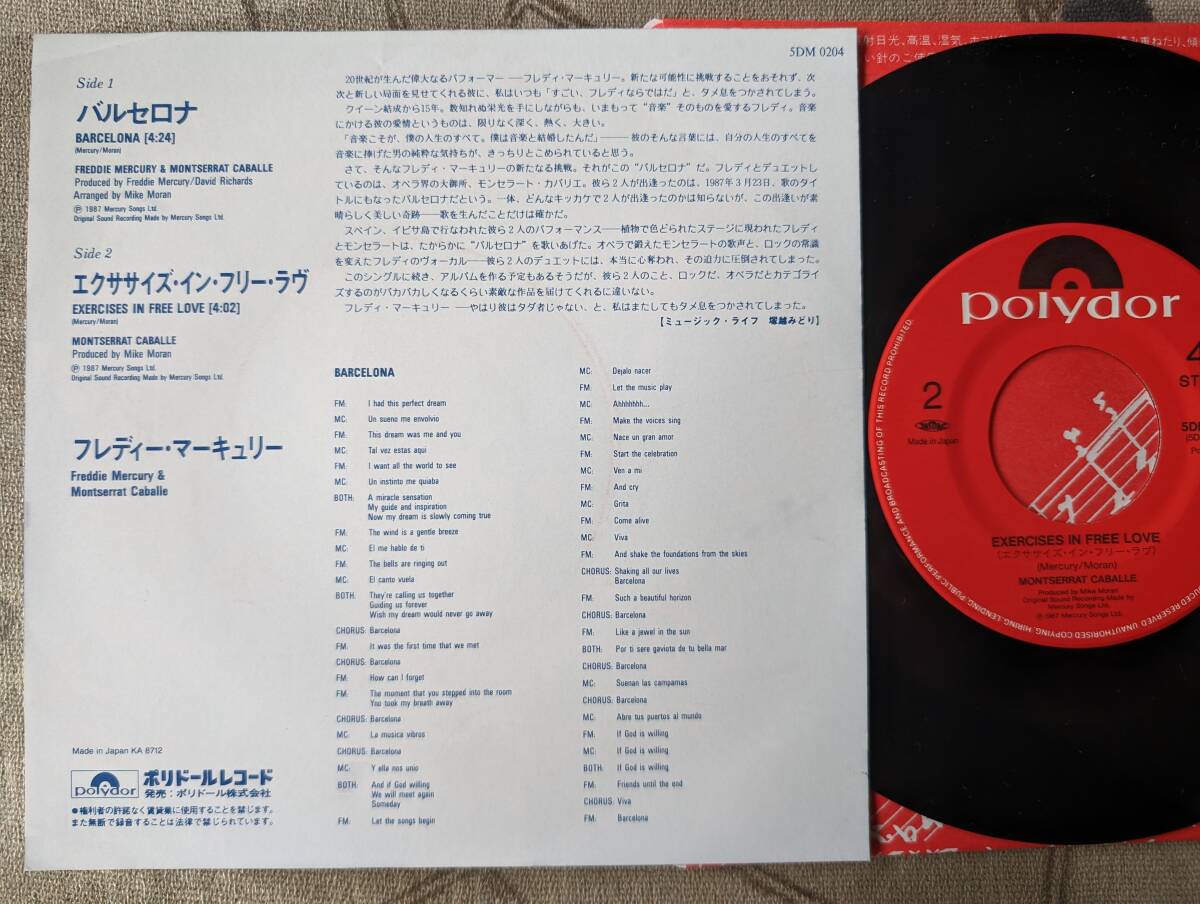 5DM 0204
Side 1
バルセロナ
BARCELONA [4:24]
(Mercury/Moran)
FREDDIE MERCURY & MONTSERRAT CABALLE
Produced by Freddie Mercury/David Richards
Arranged by Mike Moran
Ⓟ 1987 Mercury Songs Ltd.
Original Sound Recording Made by Mercury Songs Ltd.
Side 2
エクササイズ・イン・フリー・ラヴ
EXERCISES IN FREE LOVE [4:02]
(Mercury/Moran)
MONTSERRAT CABALLE
Produced by Mike Moran
Ⓟ 1987 Mercury Songs Ltd.
Original Sound Recording Made by Mercury Songs Ltd.
フレディー・マーキュリー
Freddie Mercury &
Montserrat Caballe
Made in Japan KA 8712
polydor
ポリドールレコード
発売:ポリドール株式会社
●権利者の許諾なく賃貸業に使用することを禁じます。
また無断で録音することは法律で禁じられています。
20世紀が生んだ偉大なるパフォーマー——フレディ・マーキュリー。新たな可能性に挑戦することをおそれず、次
次と新しい局面を見せてくれる彼に、私はいつも「すごい、フレディならではだ」と、タメ息をつかされてしまう。
クイーン結成から15年。数知れぬ栄光を手にしながらも、いまもって“音楽”そのものを愛するフレディ。音楽
にかける彼の愛情というものは、限りなく深く、熱く、大きい。
「音楽こそが、僕の人生のすべて。僕は音楽と結婚したんだ」———彼のそんな言葉には、自分の人生のすべてを
音楽に捧げた男の純粋な気持ちが、きっちりとこめられていると思う。
さて、そんなフレディ・マーキュリーの新たなる挑戦。それがこの“バルセロナ”だ。フレディとデュエットし
ているのは、オペラ界の大御所、モンセラート・カバリエ。彼ら2人が出逢ったのは、1987年3月23日、歌のタイ
トルにもなったバルセロナだという。一体、どんなキッカケで2人が出逢ったのかは知らないが、この出逢いが素
晴らしく美しい奇跡——歌を生んだことだけは確かだ。
スペイン、イビサ島で行なわれた彼ら2人のパフォーマンス——植物で色どられたステージに現われたフレディ
とモンセラートは、たからかに“バルセロナ”を歌いあげた。オペラで鍛えたモンセラートの歌声と、ロックの常識
を変えたフレディのヴォーカル——彼ら2人のデュエットには、本当に心奪われ、その迫力に圧倒されてしまった。
このシングルに続き、アルバムを作る予定もあるそうだが、彼ら2人のこと、ロックだ、オペラだとカテゴライ
ズするのがバカバカしくなるくらい素敵な作品を届けてくれるに違いない。
フレディ・マーキュリー——やはり彼はタダ者じゃない、と、私はまたしてもタメ息をつかされてしまった。
【ミュージック・ライフ 塚越みどり】
BARCELONA
FM: I had this perfect dream
MC: Un sueno me envolvio
FM: This dream was me and you
MC: Tal vez estas aqui
FM: I want all the world to see
MC: Un instinto me guiaba
BOTH: A miracle sensation
My guide and inspiration
Now my dream is slowly coming true
FM: The wind is a gentle breeze
MC: El me hablo de ti
FM: The bells are ringing out
MC: El canto vuela
BOTH: They're calling us together
Guiding us forever
Wish my dream would never go away
CHORUS: Barcelona
FM: It was the first time that we met
CHORUS: Barcelona
FM: How can I forget
FM: The moment that you stepped into the room
You took my breath away
CHORUS: Barcelona
MC: La musica vibros
CHORUS: Barcelona
MC: Y ella nos unio
BOTH: And if God willing
We will meet again
Someday
FM: Let the songs begin
MC: Dejalo nacer
FM: Let the music play
MC: Ahhhhhhh...
FM: Make the voices sing
MC: Nace un gran amor
FM: Start the celebration
MC: Ven a mi
FM: And cry
MC: Grita
FM: Come alive
MC: Viva
FM: And shake the foundations from the skies
CHORUS: Shaking all our lives
Barcelona
FM: Such a beautiful horizon
CHORUS: Barcelona
FM: Like a jewel in the sun
BOTH: Por ti sere gaviota de tu bella mar
CHORUS: Barcelona
MC: Suenan las campamas
CHORUS: Barcelona
MC: Abre tus puertos al mundo
FM: If God is willing
MC: If God is willing
BOTH: If God is willing
FM: Friends until the end
CHORUS: Viva
FM: Barcelona
射日光、高温、湿気、
polydor
2
Made in Japan
EXERCISES IN FREE LOVE
(エクササイズ・イン・フリー・ラヴ)
(Mercury/Moran)
MONTSERRAT CABALLE
Produced by Mike Moran
Original Sound Recording Made by
Mercury Songs Ltd.
Ⓟ1987 Mercury Songs Ltd.
RESERVED UNAUTHORISED COPYING, HIRING, LENDING, PUBLIC PERFORMANCE AND BROADCASTING OF THIS RECORD PROHIBITED.